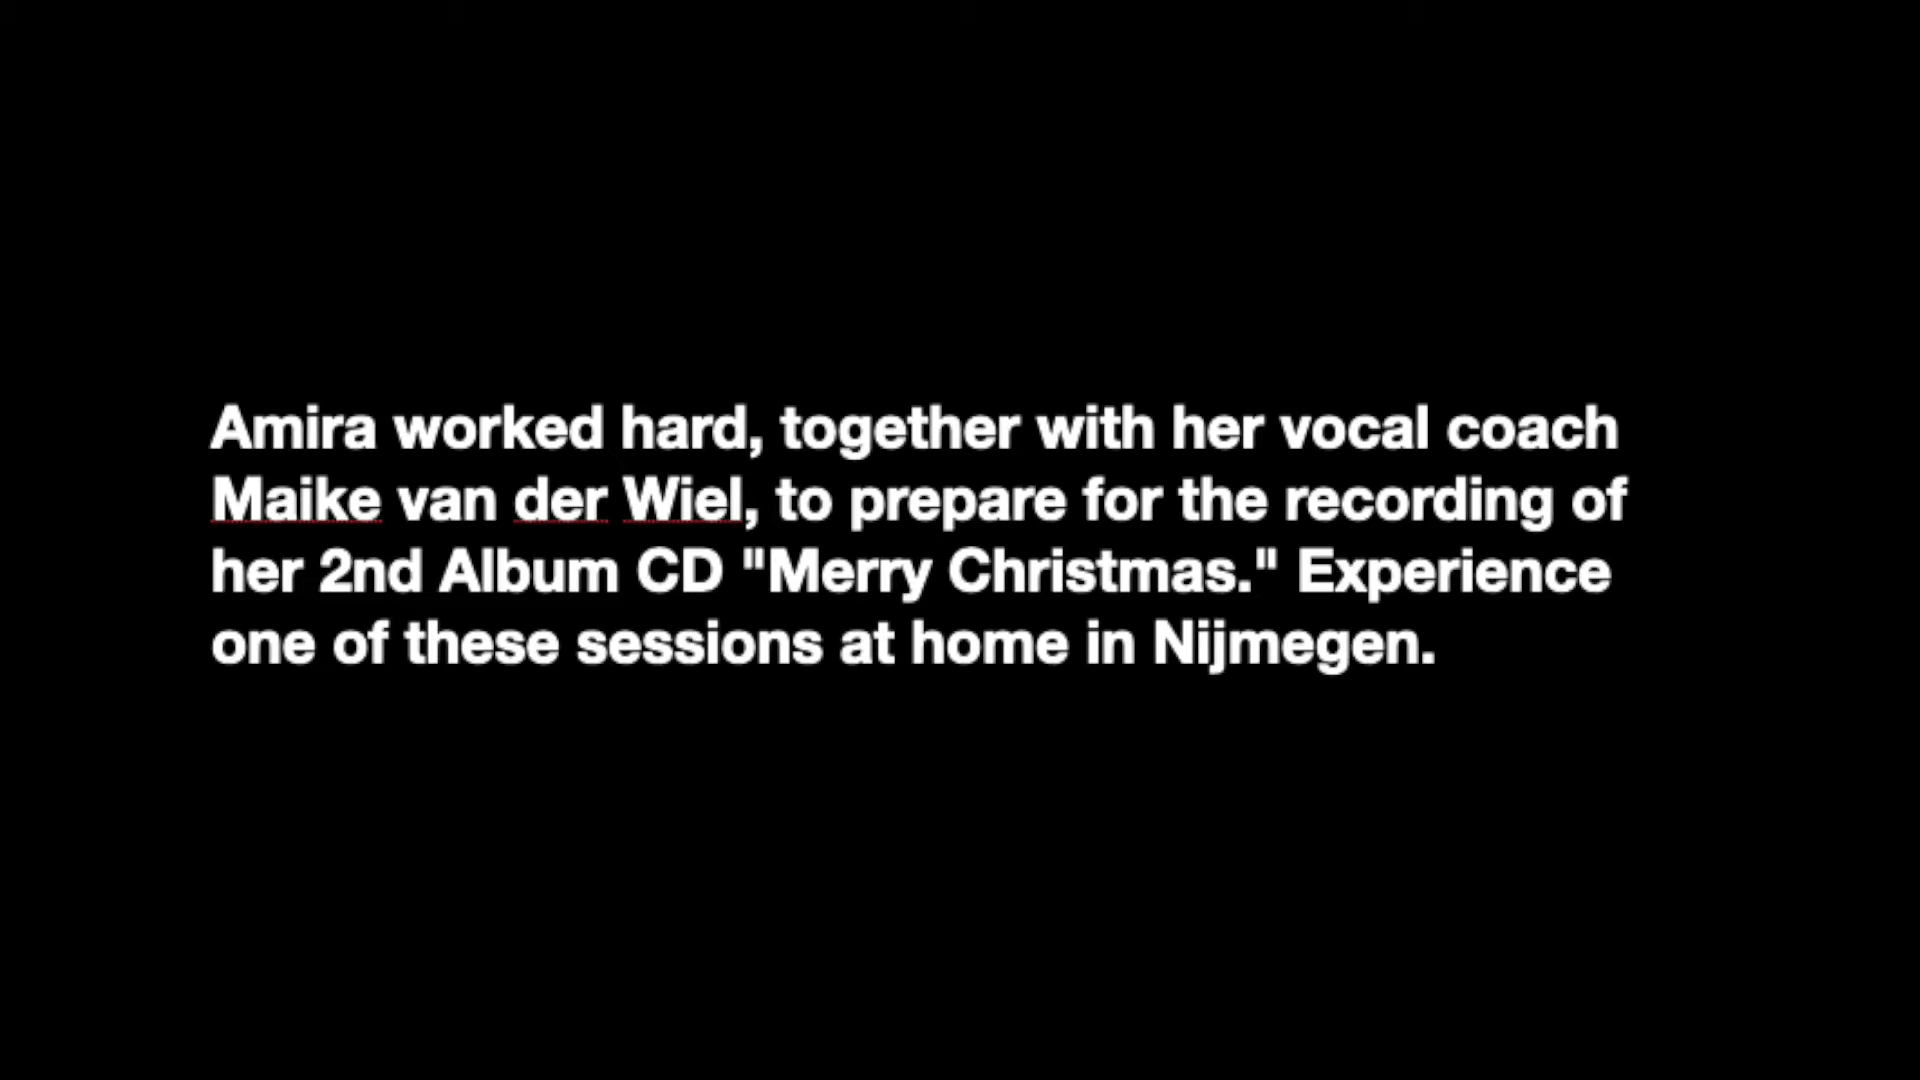 Amira worked hard, together with her vocal coach
Maike van der Wiel, to prepare for the recording of
her 2nd Album CD "Merry Christmas." Experience
one of these sessions at home in Nijmegen.